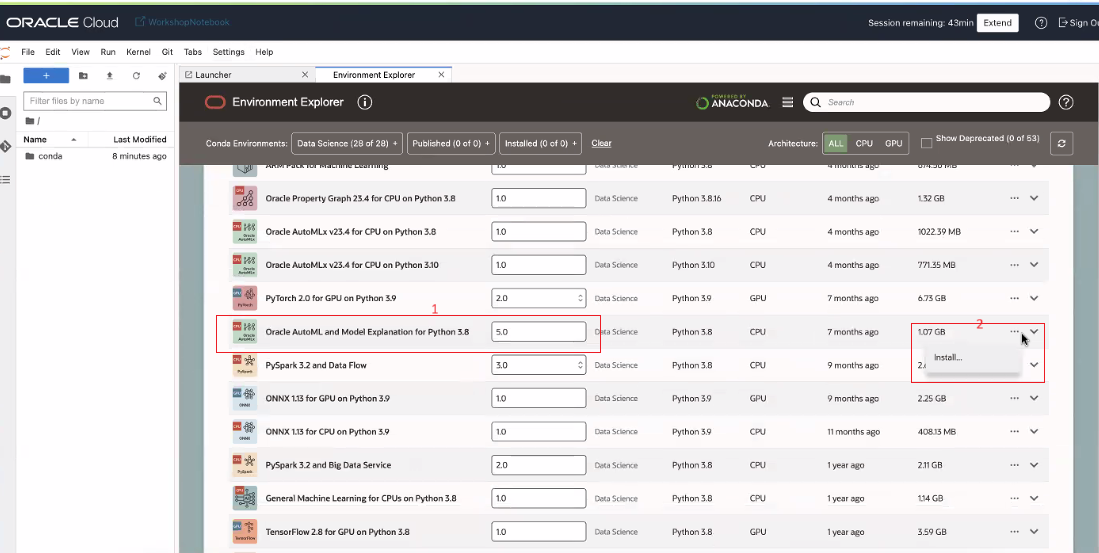 ORACLE Cloud WorkshopNotebook Session remaining: 43min Extend Sign Ou
File Edit View Run Kernel Git Tabs Settings Help
+ Launcher Environment Explorer
Filter files by name Environment Explorer POWERED BY ANACONDA Search
/
Name Last Modified Conda Environments: Data Science (28 of 28) + Published (0 of 0) + Installed (0 of 0) + Clear Architecture: ALL CPU GPU Show Deprecated (0 of 53)
conda 8 minutes ago
ARM Pack for Machine Learning 1.0 Data Science Python 3.8 CPU 4 months ago
Oracle Property Graph 23.4 for CPU on Python 3.8 1.0 Data Science Python 3.8.16 CPU 4 months ago 1.32 GB ...
Oracle AutoMLx v23.4 for CPU on Python 3.8 1.0 Data Science Python 3.8 CPU 4 months ago 1022.39 MB ...
Oracle AutoMLx v23.4 for CPU on Python 3.10 1.0 Data Science Python 3.10 CPU 4 months ago 771.35 MB ...
PyTorch 2.0 for GPU on Python 3.9 2.0 Data Science Python 3.9 GPU 7 months ago 6.73 GB ...
1
2
Oracle AutoML and Model Explanation for Python 3.8 5.0 Data Science Python 3.8 CPU 7 months ago 1.07 GB ...
Install...
PySpark 3.2 and Data Flow 3.0 Data Science Python 3.8 CPU 9 months ago
ONNX 1.13 for GPU on Python 3.9 1.0 Data Science Python 3.9 GPU 9 months ago 2.25 GB ...
ONNX 1.13 for CPU on Python 3.9 1.0 Data Science Python 3.9 CPU 11 months ago 408.13 MB ...
PySpark 3.2 and Big Data Service 2.0 Data Science Python 3.8 CPU 1 year ago 2.11 GB ...
General Machine Learning for CPUs on Python 3.8 1.0 Data Science Python 3.8 CPU 1 year ago 1.14 GB ...
TensorFlow 2.8 for GPU on Python 3.8 1.0 Data Science Python 3.8 GPU 1 year ago 3.59 GB ...